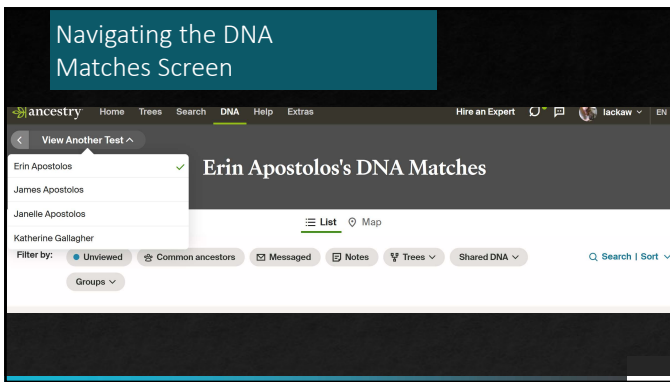 Navigating the DNA
Matches Screen
ancestry Home Trees Search DNA Help Extras Hire an Expert lackaw EN
View Another Test
Erin Apostolos
James Apostolos
Janelle Apostolos
Katherine Gallagher
Erin Apostolos's DNA Matches
List Map
Filter by: Unviewed Common ancestors Messaged Notes Trees Shared DNA Search | Sort
Groups